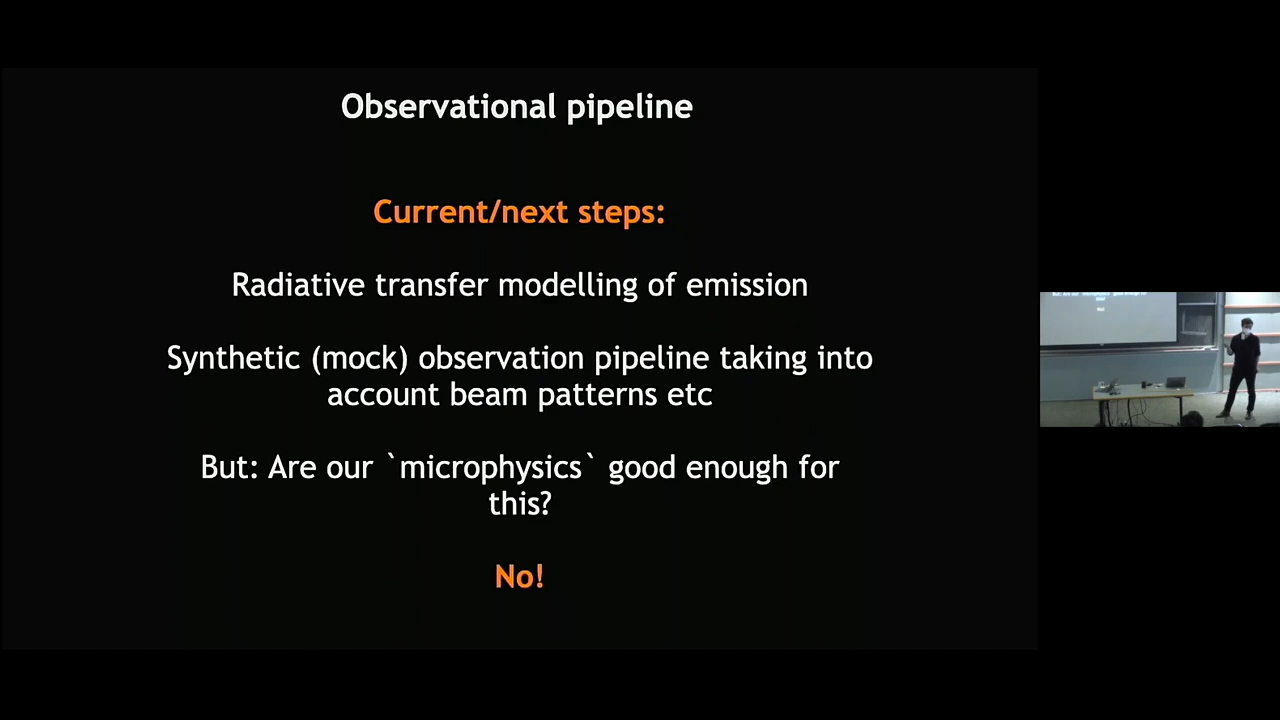 Observational pipeline
Current/next steps:
Radiative transfer modelling of emission
Synthetic (mock) observation pipeline taking into
account beam patterns etc
But: Are our `microphysics` good enough for
this?
No!